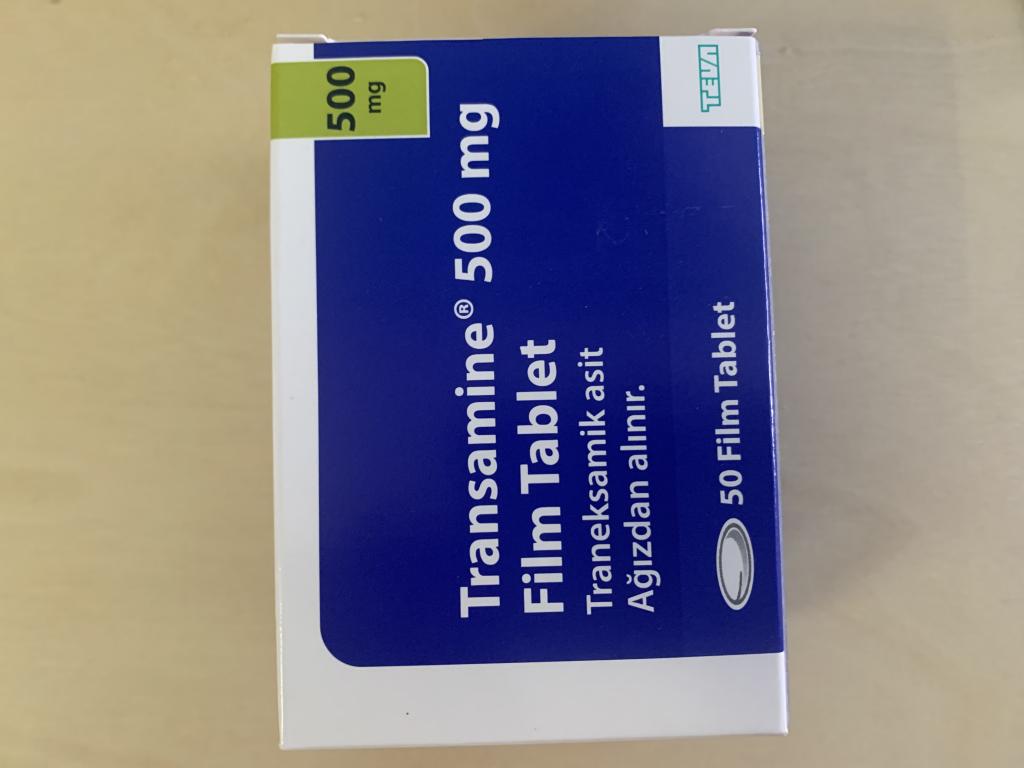 500
mg
TEVA
Transamine® 500 mg
Film Tablet
Traneksamik asit
Ağızdan alınır.
50 Film Tablet